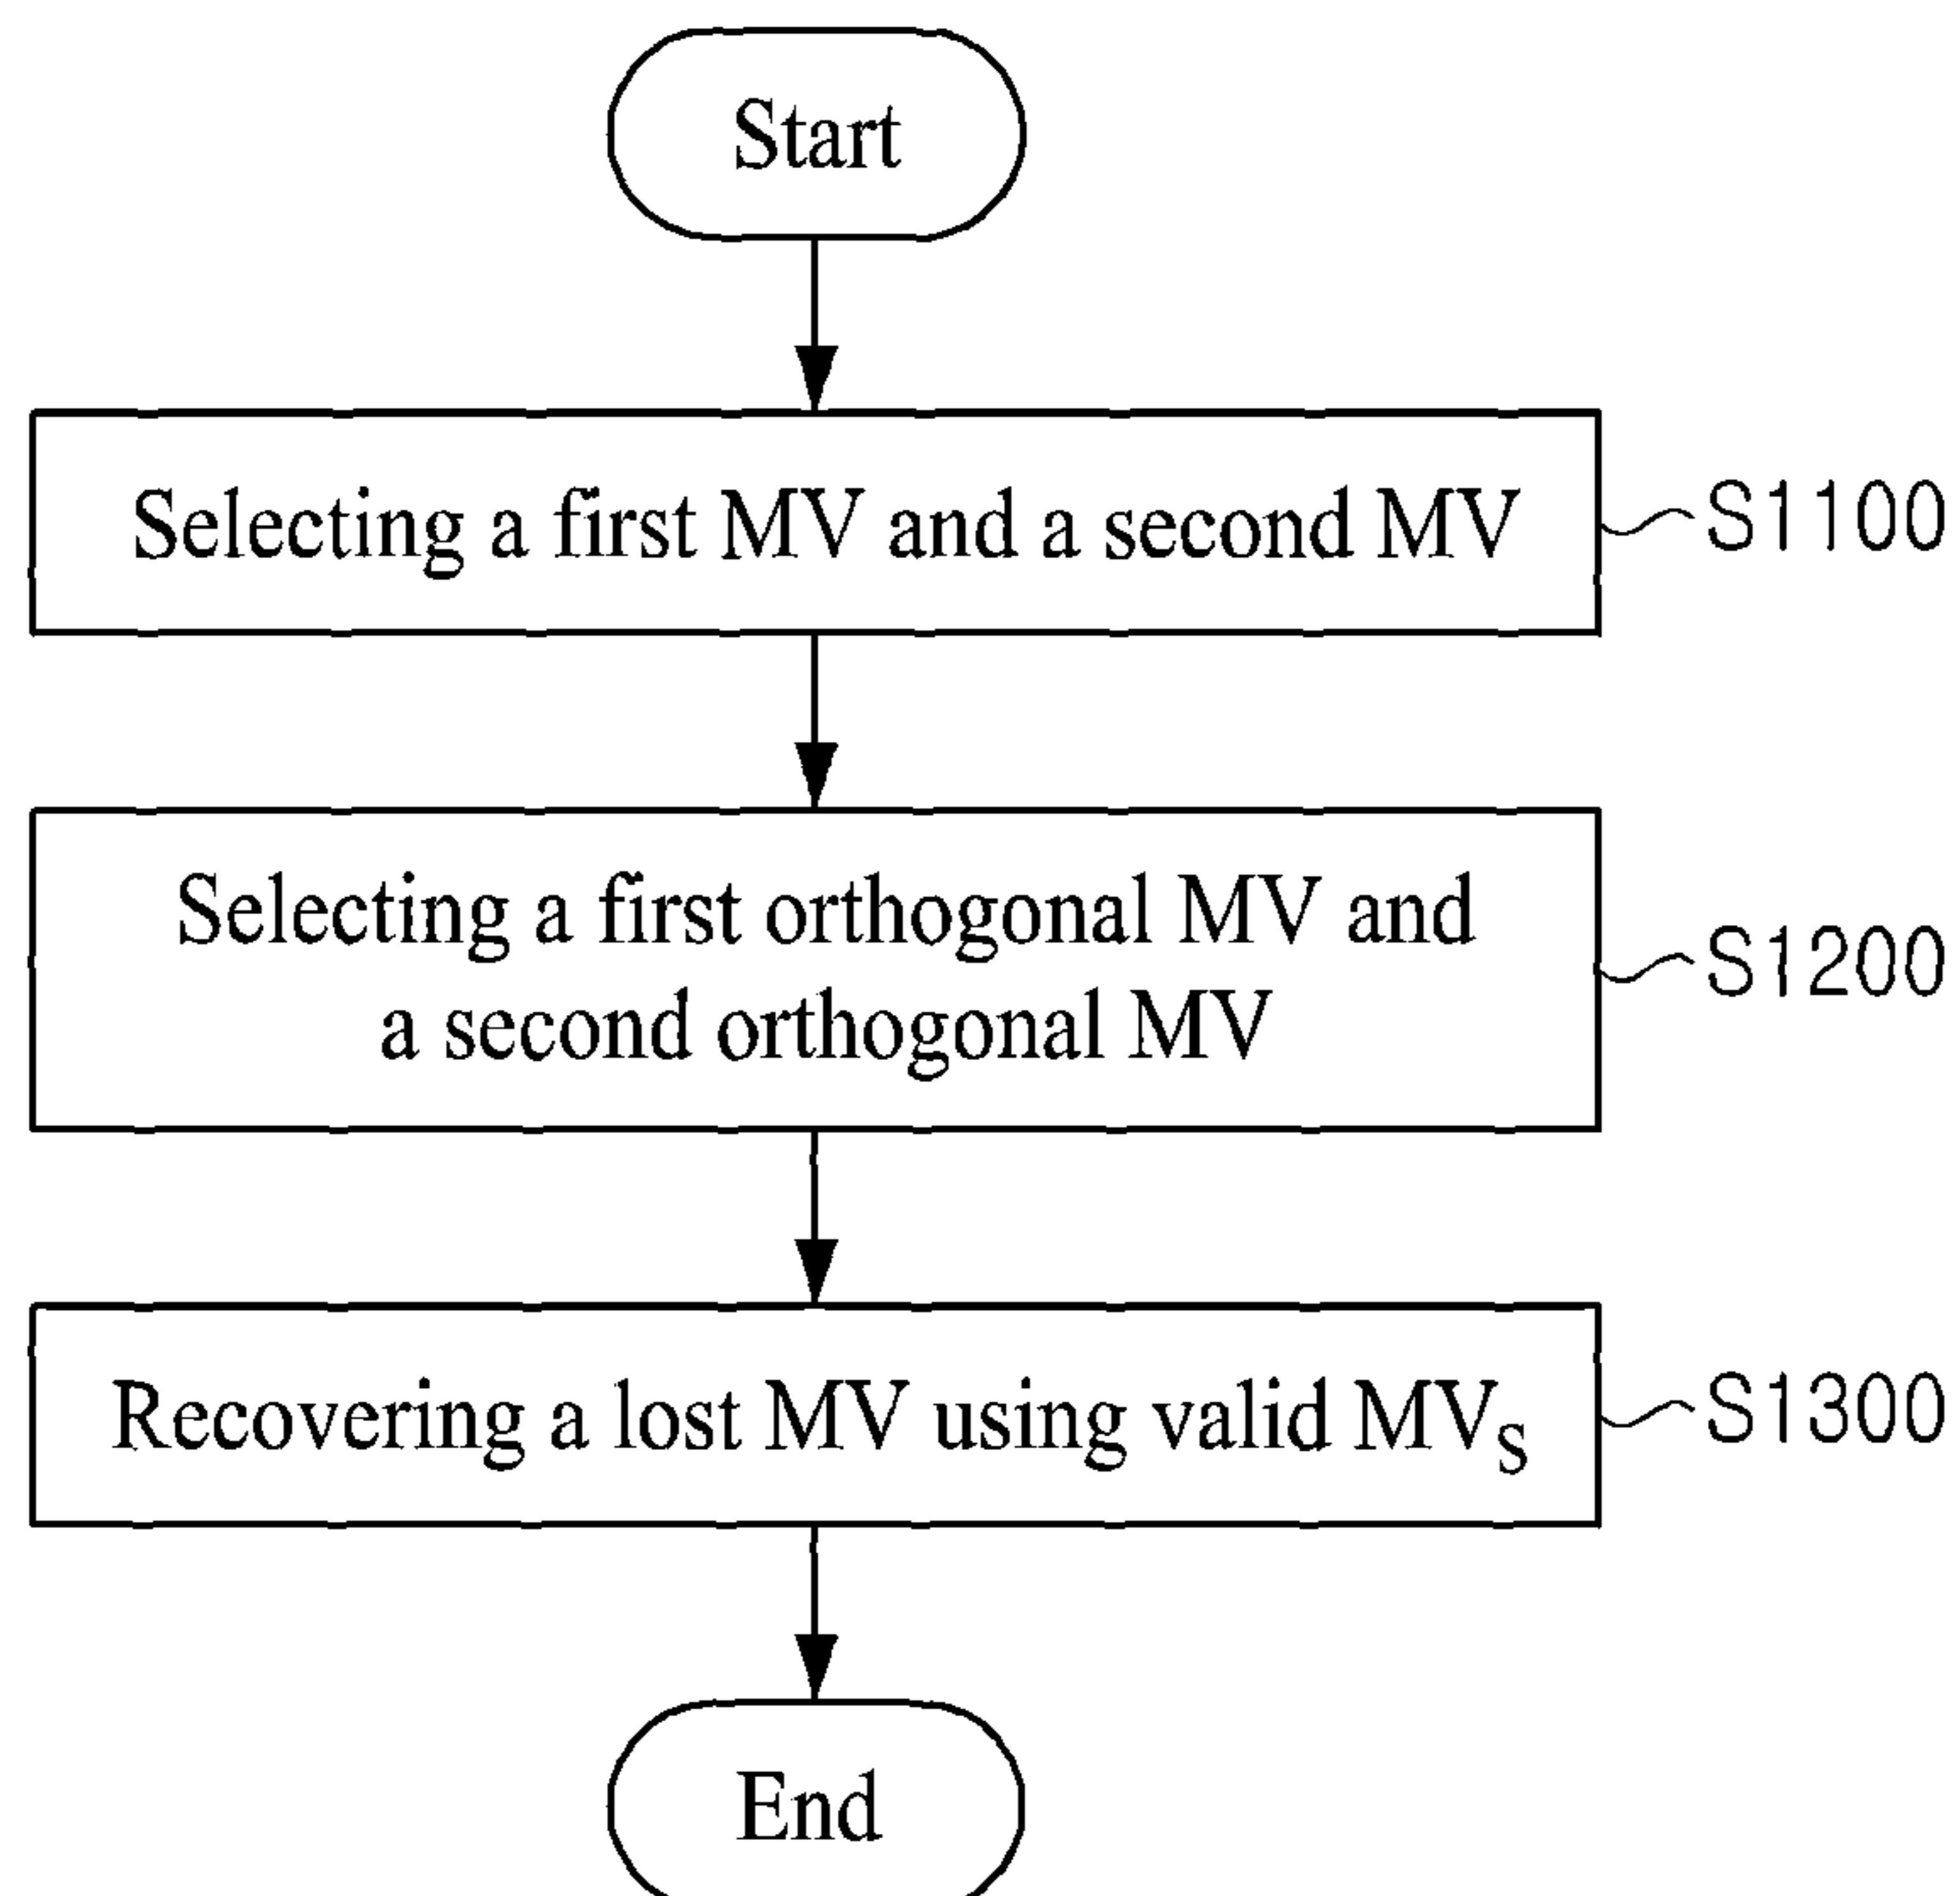 Start
Selecting a first MV and a second MV
S1100
Selecting a first orthogonal MV and
a second orthogonal MV
S1200
Recovering a lost MV using valid MVS
S1300
End